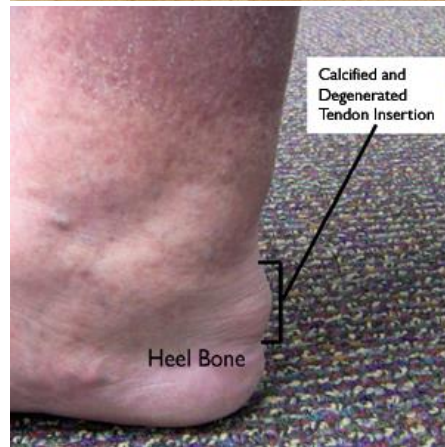 Calcified and
Degenerated
Tendon Insertion
Heel Bone